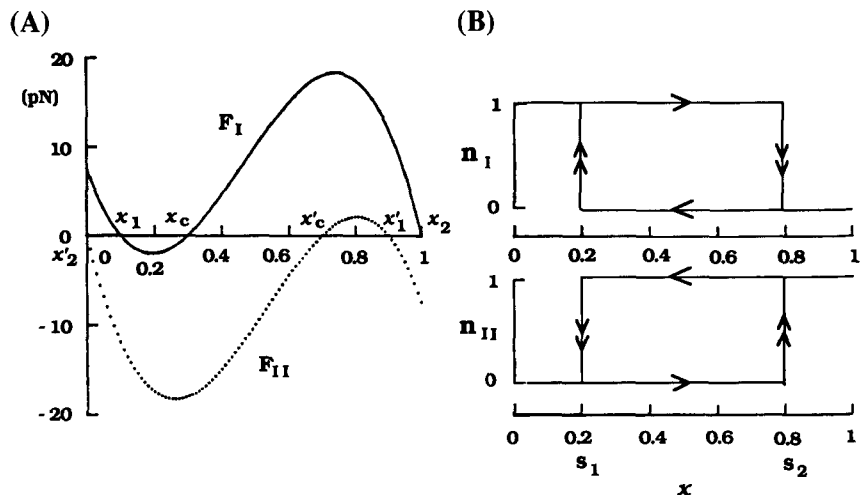 (A)
20
(pN)
10
0
-10
-20
F_I
F_II
x_1
x_c
x'_c
x'_1
x_2
x'_2
0 0.2 0.4 0.6 0.8 1
(B)
n_I
1
0
0 0.2 0.4 0.6 0.8 1
n_II
1
0
0 0.2 0.4 0.6 0.8 1
s_1 s_2
x